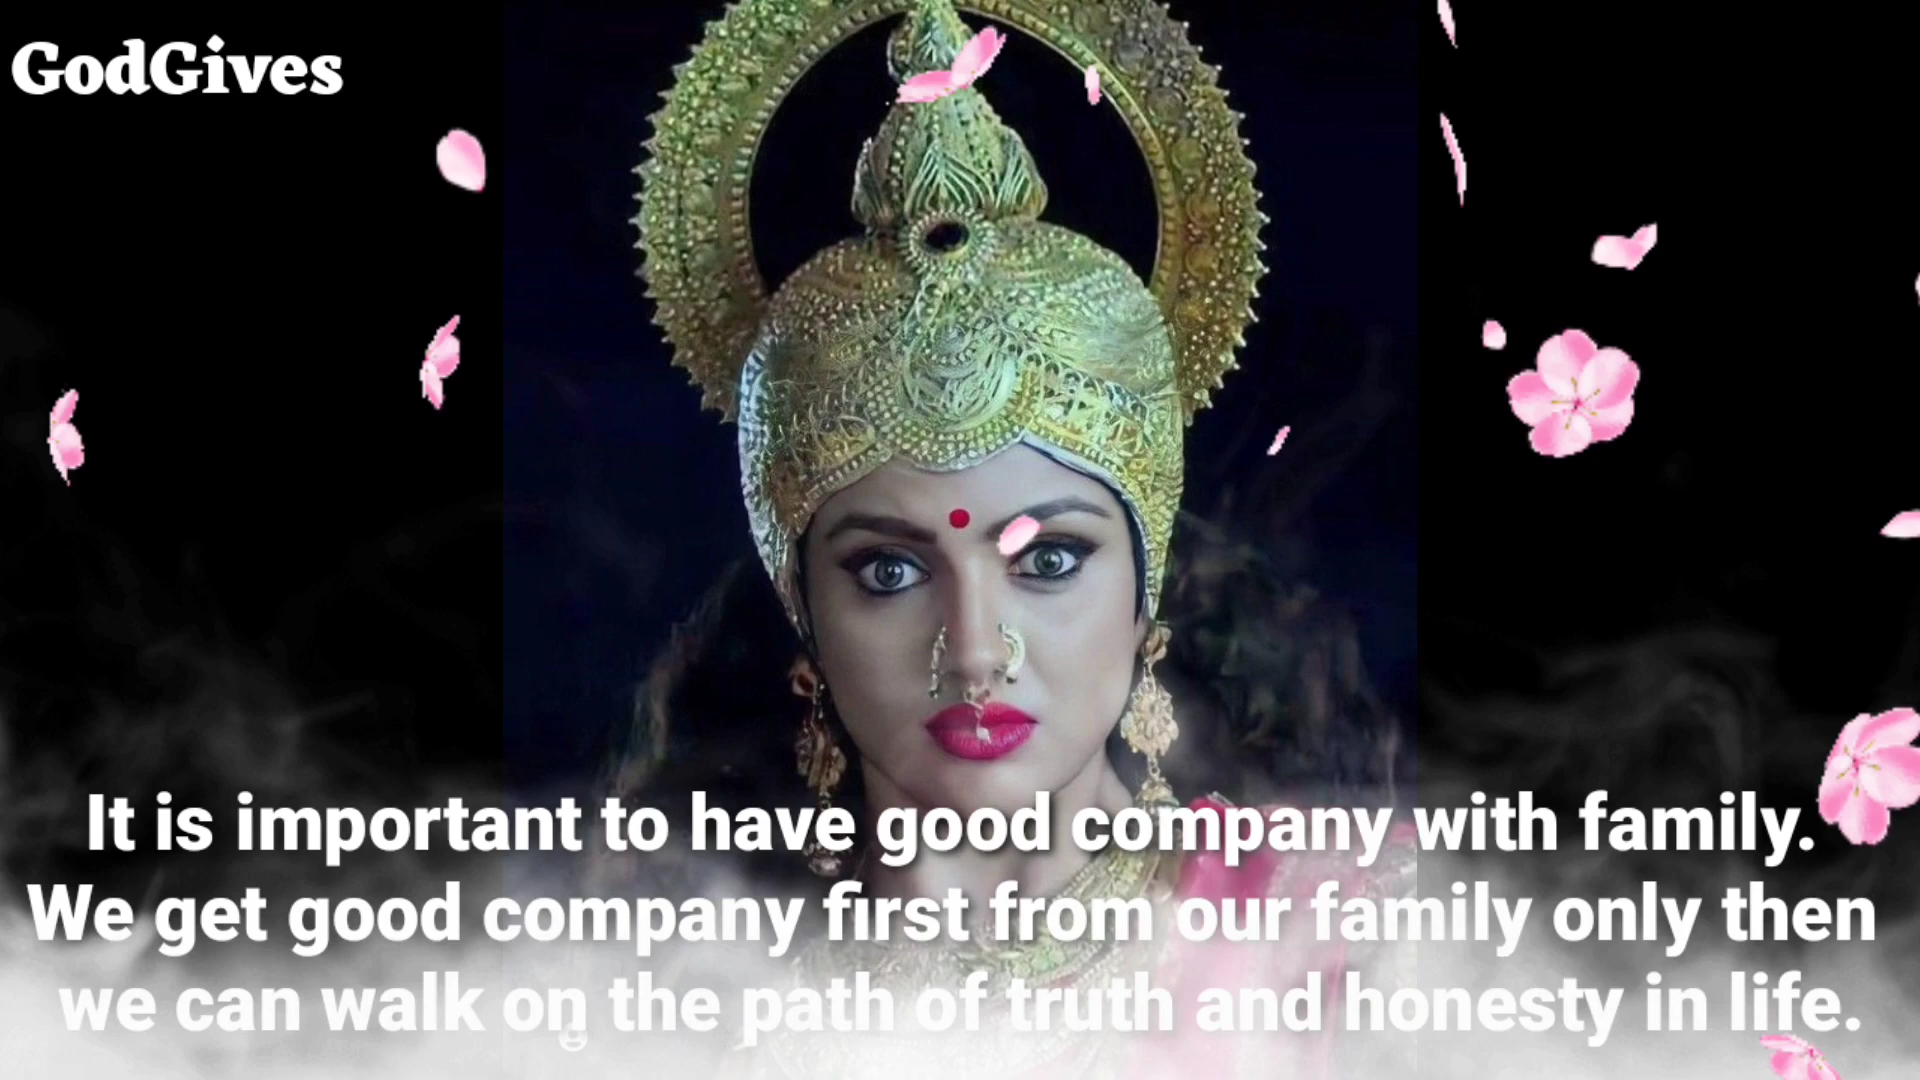 GodGives
It is important to have good company with family.
We get good company first from our family only then
we can walk on the path of truth and honesty in life.